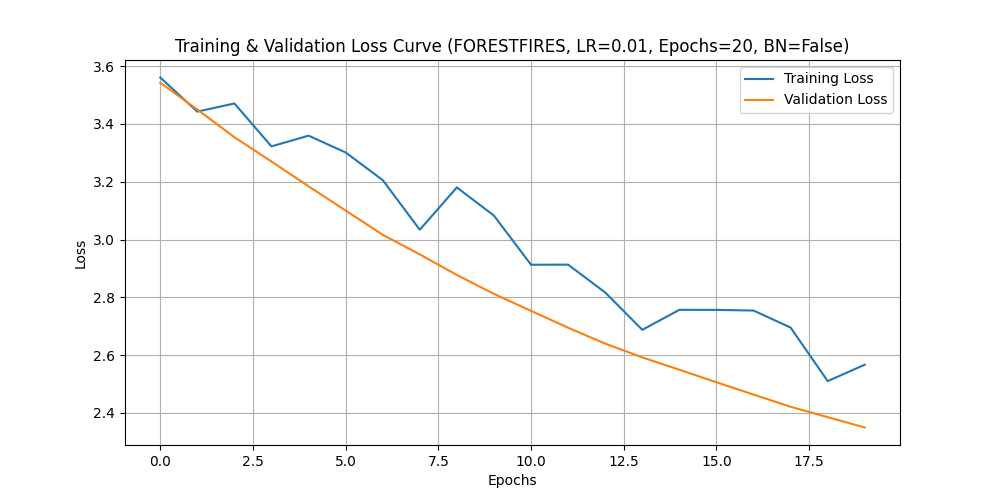 Training & Validation Loss Curve (FORESTFIRES, LR=0.01, Epochs=20, BN=False)
Training Loss
Validation Loss
3.6
3.4
3.2
3.0
2.8
2.6
2.4
Loss
0.0 2.5 5.0 7.5 10.0 12.5 15.0 17.5
Epochs